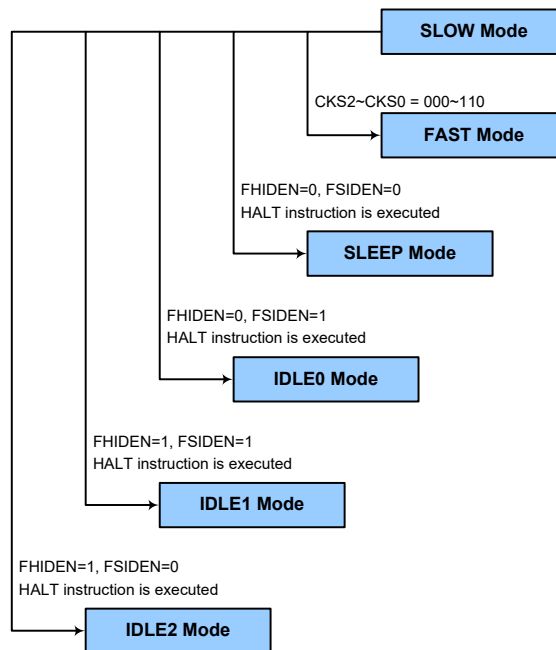 SLOW Mode
CKS2~CKS0 = 000~110
FAST Mode
FHIDEN=0, FSIDEN=0
HALT instruction is executed
SLEEP Mode
FHIDEN=0, FSIDEN=1
HALT instruction is executed
IDLE0 Mode
FHIDEN=1, FSIDEN=1
HALT instruction is executed
IDLE1 Mode
FHIDEN=1, FSIDEN=0
HALT instruction is executed
IDLE2 Mode